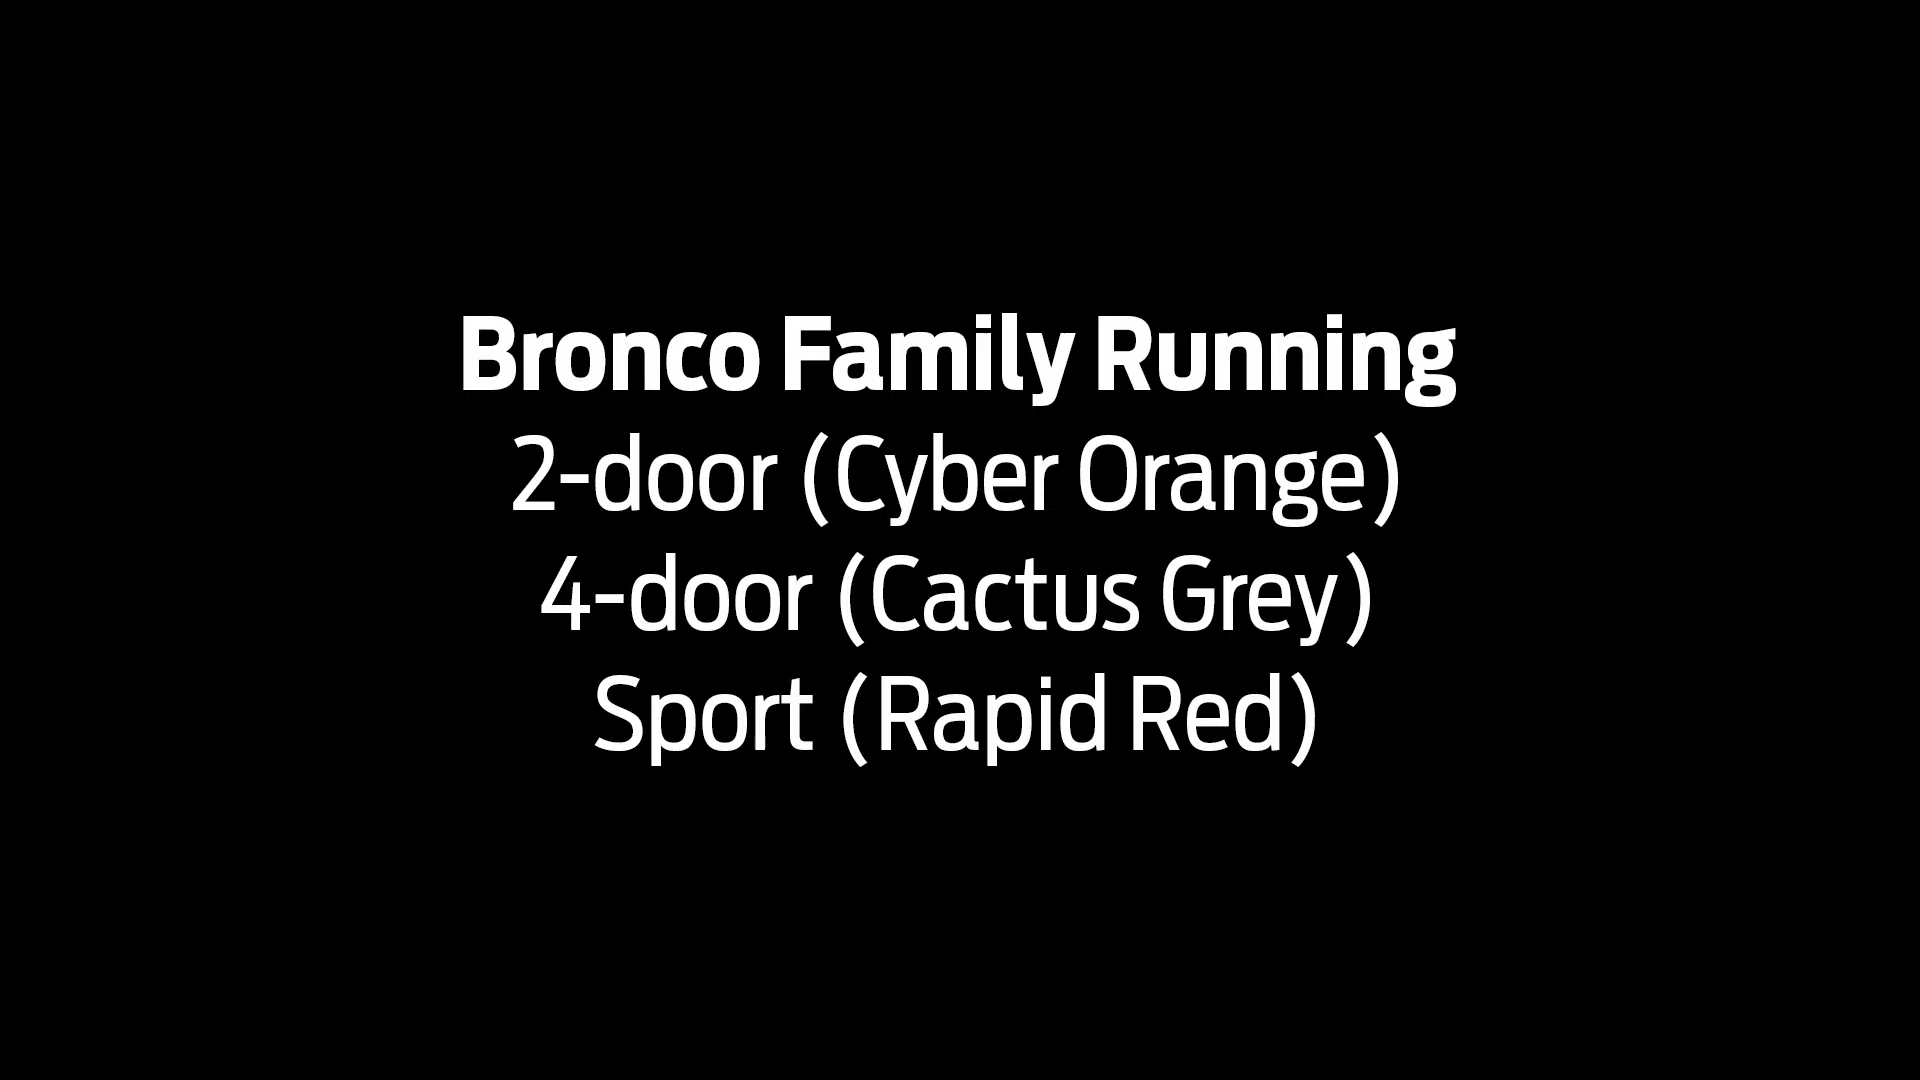 Bronco Family Running
2-door (Cyber Orange)
4-door (Cactus Grey)
Sport (Rapid Red)